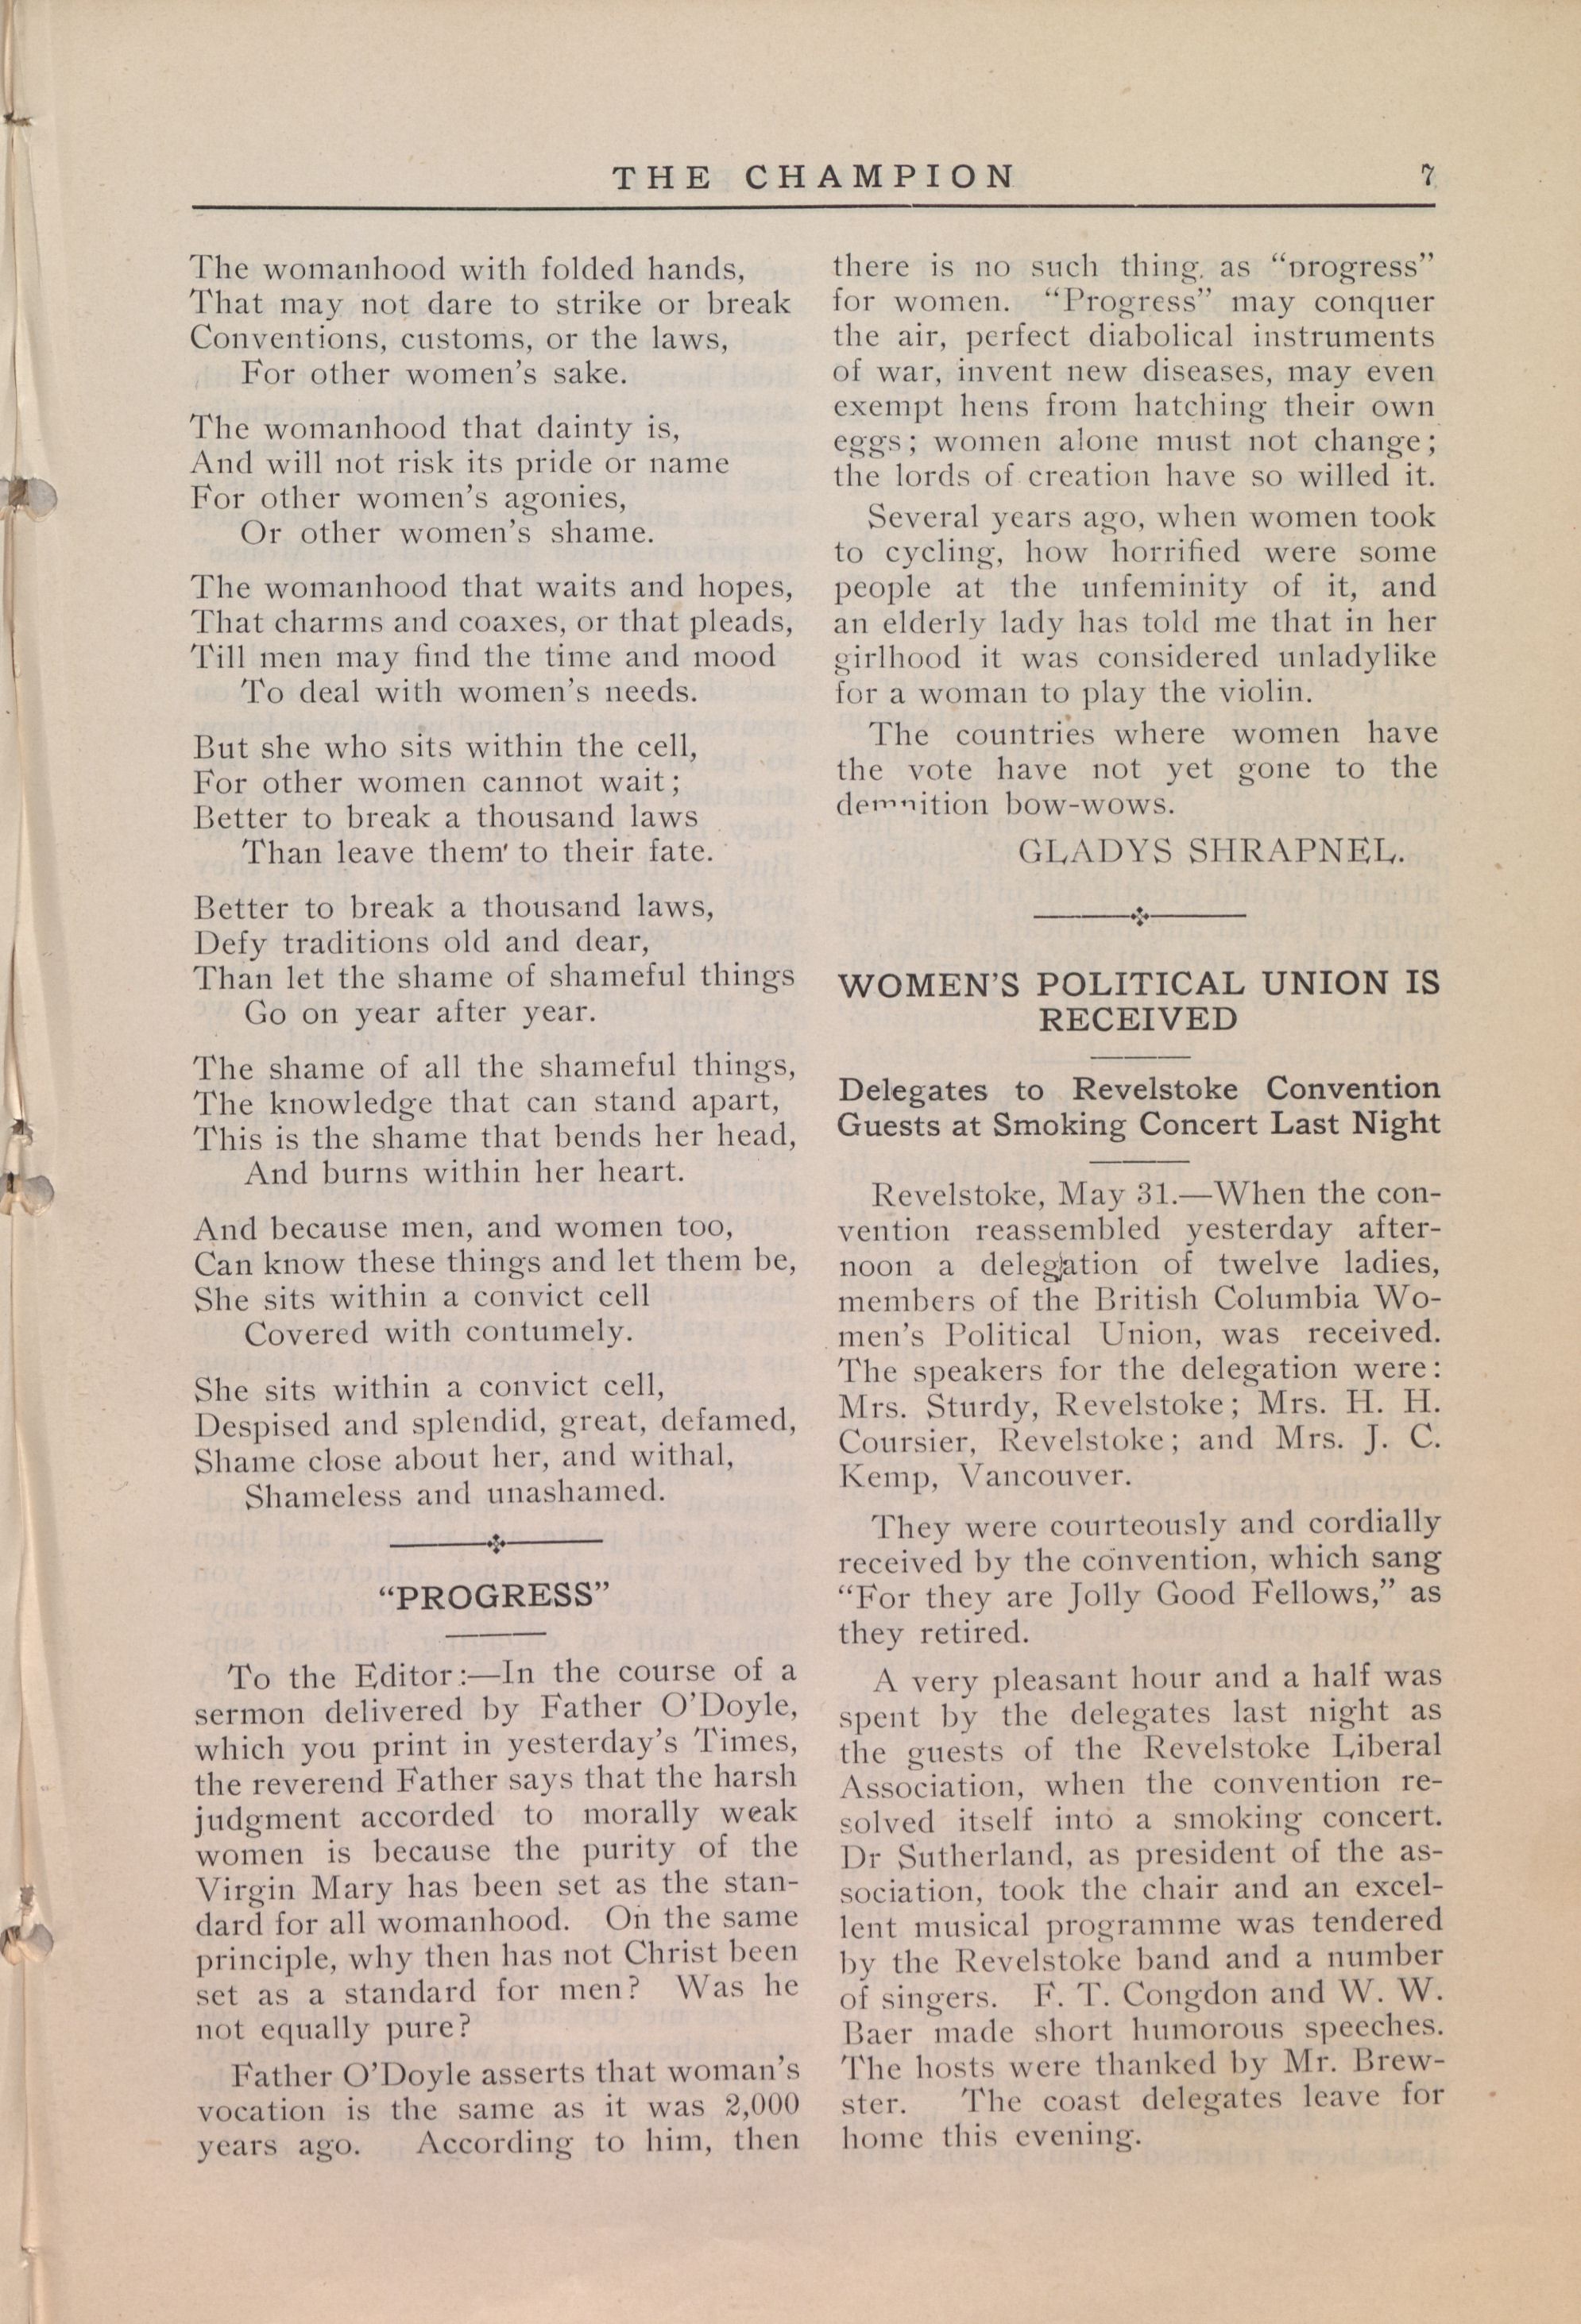 THE CHAMPION 7
The womanhood with folded hands,
That may not dare to strike or break
Conventions, customs, or the laws,
For other women's sake.
The womanhood that dainty is,
And will not risk its pride or name
For other women's agonies,
Or other women's shame.
The womanhood that waits and hopes,
That charms and coaxes, or that pleads,
Till men may find the time and mood
To deal with women's needs.
But she who sits within the cell,
For other women cannot wait;
Better to break a thousand laws
Than leave them to their fate.
Better to break a thousand laws,
Defy traditions old and dear,
Than let the shame of shameful things
Go on year after year.
The shame of all the shameful things,
The knowledge that can stand apart,
This is the shame that bends her head,
And burns within her heart.
And because men, and women too,
Can know these things and let them be,
She sits within a convict cell
Covered with contumely.
She sits within a convict cell,
Despised and splendid, great, defamed,
Shame close about her, and withal,
Shameless and unashamed.
"PROGRESS"
To the Editor:—In the course of a
sermon delivered by Father O'Doyle,
which you print in yesterday's Times,
the reverend Father says that the harsh
judgment accorded to morally weak
women is because the purity of the
Virgin Mary has been set as the stan-
dard for all womanhood. On the same
principle, why then has not Christ been
set as a standard for men? Was he
not equally pure?
Father O'Doyle asserts that woman's
vocation is the same as it was 2,000
years ago. According to him, then
there is no such thing as "progress"
for women. "Progress" may conquer
the air, perfect diabolical instruments
of war, invent new diseases, may even
exempt hens from hatching their own
eggs; women alone must not change;
the lords of creation have so willed it.
Several years ago, when women took
to cycling, how horrified were some
people at the unfeminity of it, and
an elderly lady has told me that in her
girlhood it was considered unladylike
for a woman to play the violin.
The countries where women have
the vote have not yet gone to the
demnition bow-wows.
GLADYS SHRAPNEL.
WOMEN'S POLITICAL UNION IS
RECEIVED
Delegates to Revelstoke Convention
Guests at Smoking Concert Last Night
Revelstoke, May 31.—When the con-
vention reassembled yesterday after-
noon a delegation of twelve ladies,
members of the British Columbia Wo-
men's Political Union, was received.
The speakers for the delegation were:
Mrs. Sturdy, Revelstoke; Mrs. H. H.
Coursier, Revelstoke; and Mrs. J. C.
Kemp, Vancouver.
They were courteously and cordially
received by the convention, which sang
"For they are Jolly Good Fellows," as
they retired.
A very pleasant hour and a half was
spent by the delegates last night as
the guests of the Revelstoke Liberal
Association, when the convention re-
solved itself into a smoking concert.
Dr Sutherland, as president of the as-
sociation, took the chair and an excel-
lent musical programme was tendered
by the Revelstoke band and a number
of singers. F. T. Congdon and W. W.
Baer made short humorous speeches.
The hosts were thanked by Mr. Brew-
ster. The coast delegates leave for
home this evening.